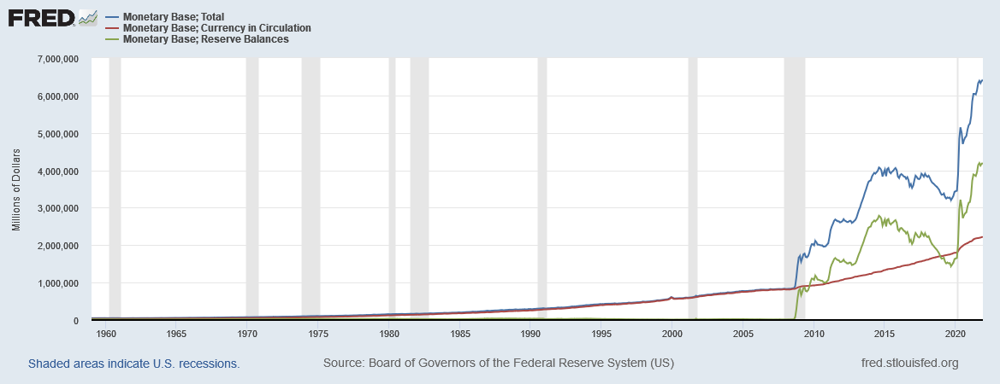 FRED
Monetary Base; Total
Monetary Base; Currency in Circulation
Monetary Base; Reserve Balances
Millions of Dollars
7,000,000
6,000,000
5,000,000
4,000,000
3,000,000
2,000,000
1,000,000
0
1960 1965 1970 1975 1980 1985 1990 1995 2000 2005 2010 2015 2020
Shaded areas indicate U.S. recessions. Source: Board of Governors of the Federal Reserve System (US) fred.stlouisfed.org